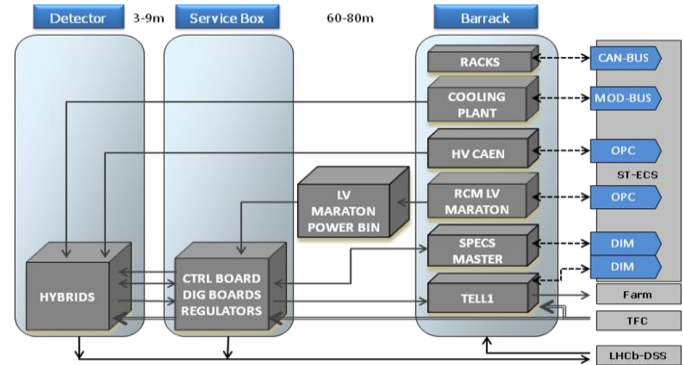 Detector 3-9m Service Box 60-80m Barrack
RACKS CAN-BUS
COOLING
PLANT
MOD-BUS
HV CAEN OPC
ST-ECS
LV
MARATON
POWER BIN
RCM LV
MARATON
OPC
SPECS
MASTER
DIM
DIM
HYBRIDS
CTRL BOARD
DIG BOARDS
REGULATORS
TELL1
Farm
TFC
LHCb-DSS